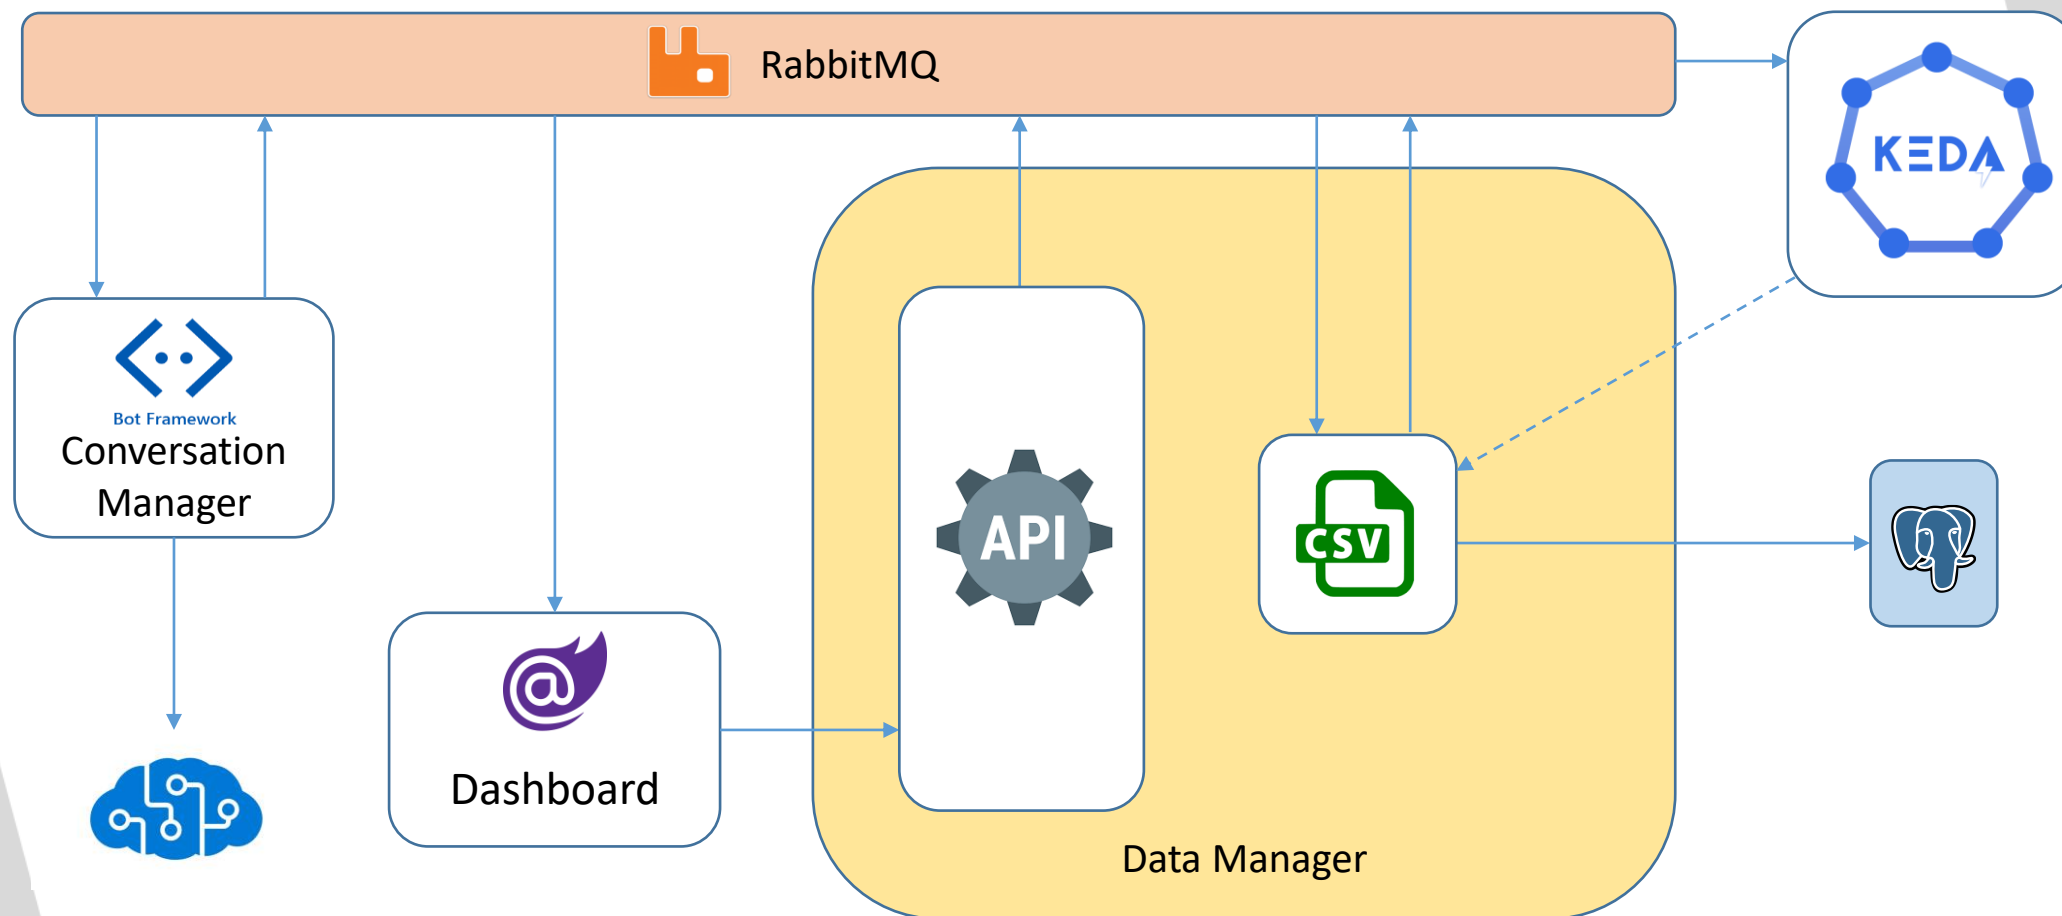 RabbitMQ
KEDA
Bot Framework
Conversation
Manager
API
CSV
@
Dashboard
Data Manager